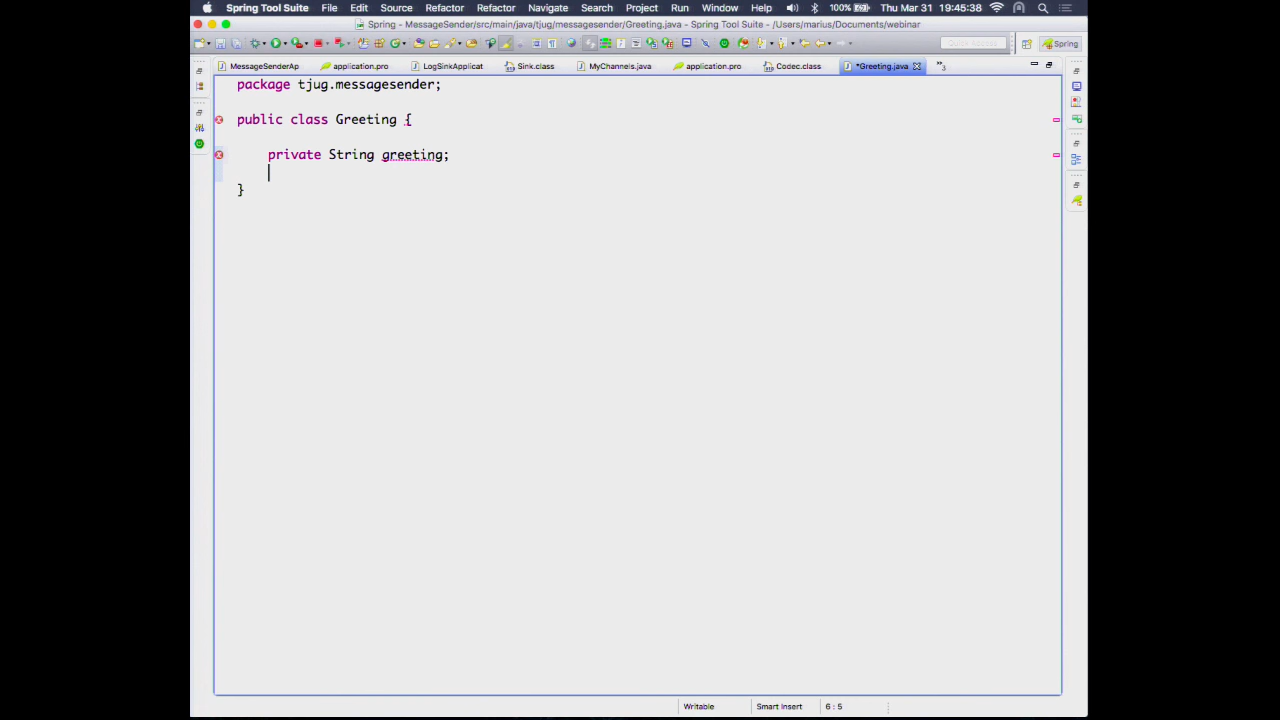 Spring Tool Suite File Edit Source Refactor Refactor Navigate Search Project Run Window Help 100% Thu Mar 31 19:45:38
Spring - MessageSender/src/main/java/tjug/messagesender/Greeting.java - Spring Tool Suite - /Users/marius/Documents/webinar
Quick Access Spring
MessageSenderAp application.pro LogSinkApplicat Sink.class MyChannels.java application.pro Codec.class *Greeting.java »3
package tjug.messagesender;
public class Greeting {
private String greeting;
}
Writable Smart Insert 6 : 5